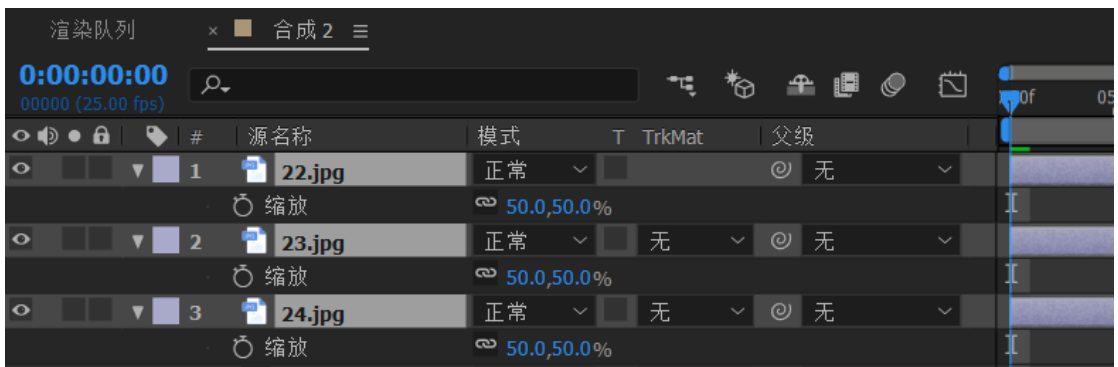 渲染队列 × 合成 2 ≡
0:00:00:00
00000 (25.00 fps)
00f 05
# 源名称 模式 T TrkMat 父级
1 22.jpg 正常 无
缩放 50.0,50.0%
2 23.jpg 正常 无 无
缩放 50.0,50.0%
3 24.jpg 正常 无 无
缩放 50.0,50.0%